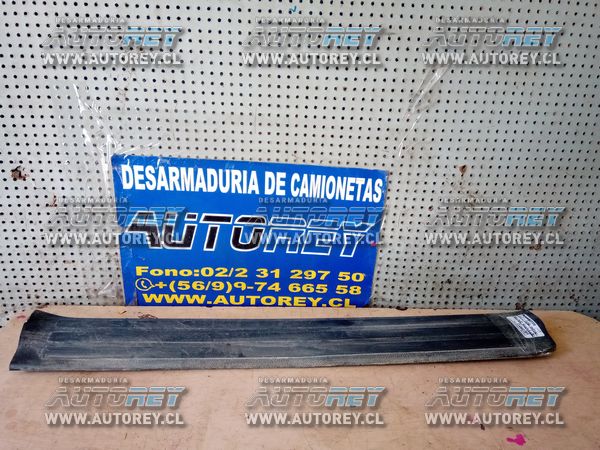 DESARMADURIA DE CAMIONETAS
AUTOREY
Fono:02/2 31 297 50
+(56/9)9-74 665 58
WWW.AUTOREY.CL
DESARMADURIA
AUTOREY
WWW.AUTOREY.CL